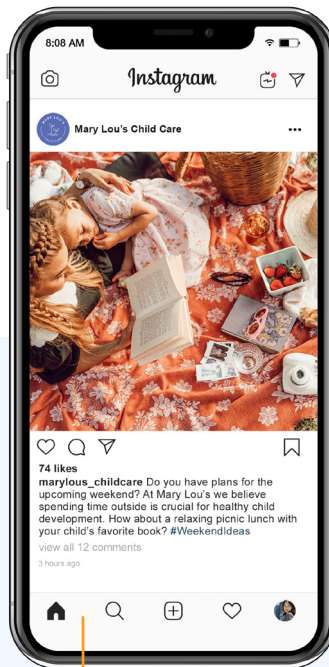 8:08 AM
Instagram
MARY LOU'S
Mary Lou's Child Care
74 likes
marylous_childcare Do you have plans for the
upcoming weekend? At Mary Lou's we believe
spending time outside is crucial for healthy child
development. How about a relaxing picnic lunch with
your child's favorite book? #WeekendIdeas
view all 12 comments
3 hours ago